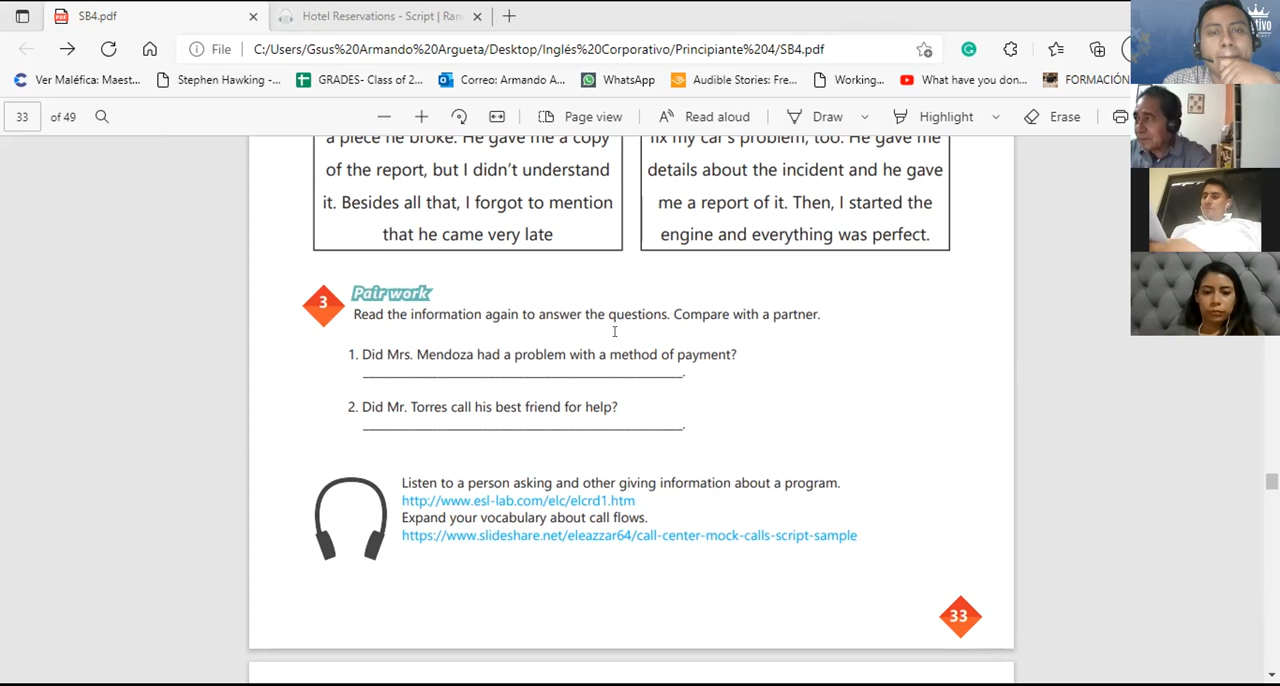 SB4.pdf
Hotel Reservations - Script | Ran
File
C:/Users/Gsus%20Armando%20Argueta/Desktop/Inglés%20Corporativo/Principiante%204/SB4.pdf
Ver Maléfica: Maest...
Stephen Hawking -...
GRADES- Class of 2...
Correo: Armando A...
WhatsApp
Audible Stories: Fre...
Working...
What have you don...
FORMACIÓN
33 of 49
Page view
Read aloud
Draw
Highlight
Erase
a piece he broke. He gave me a copy
of the report, but I didn't understand
it. Besides all that, I forgot to mention
that he came very late
fix my car's problem, too. He gave me
details about the incident and he gave
me a report of it. Then, I started the
engine and everything was perfect.
3
Pair work
Read the information again to answer the questions. Compare with a partner.
1. Did Mrs. Mendoza had a problem with a method of payment?
2. Did Mr. Torres call his best friend for help?
Listen to a person asking and other giving information about a program.
http://www.esl-lab.com/elc/elcrd1.htm
Expand your vocabulary about call flows.
https://www.slideshare.net/eleazzar64/call-center-mock-calls-script-sample
33